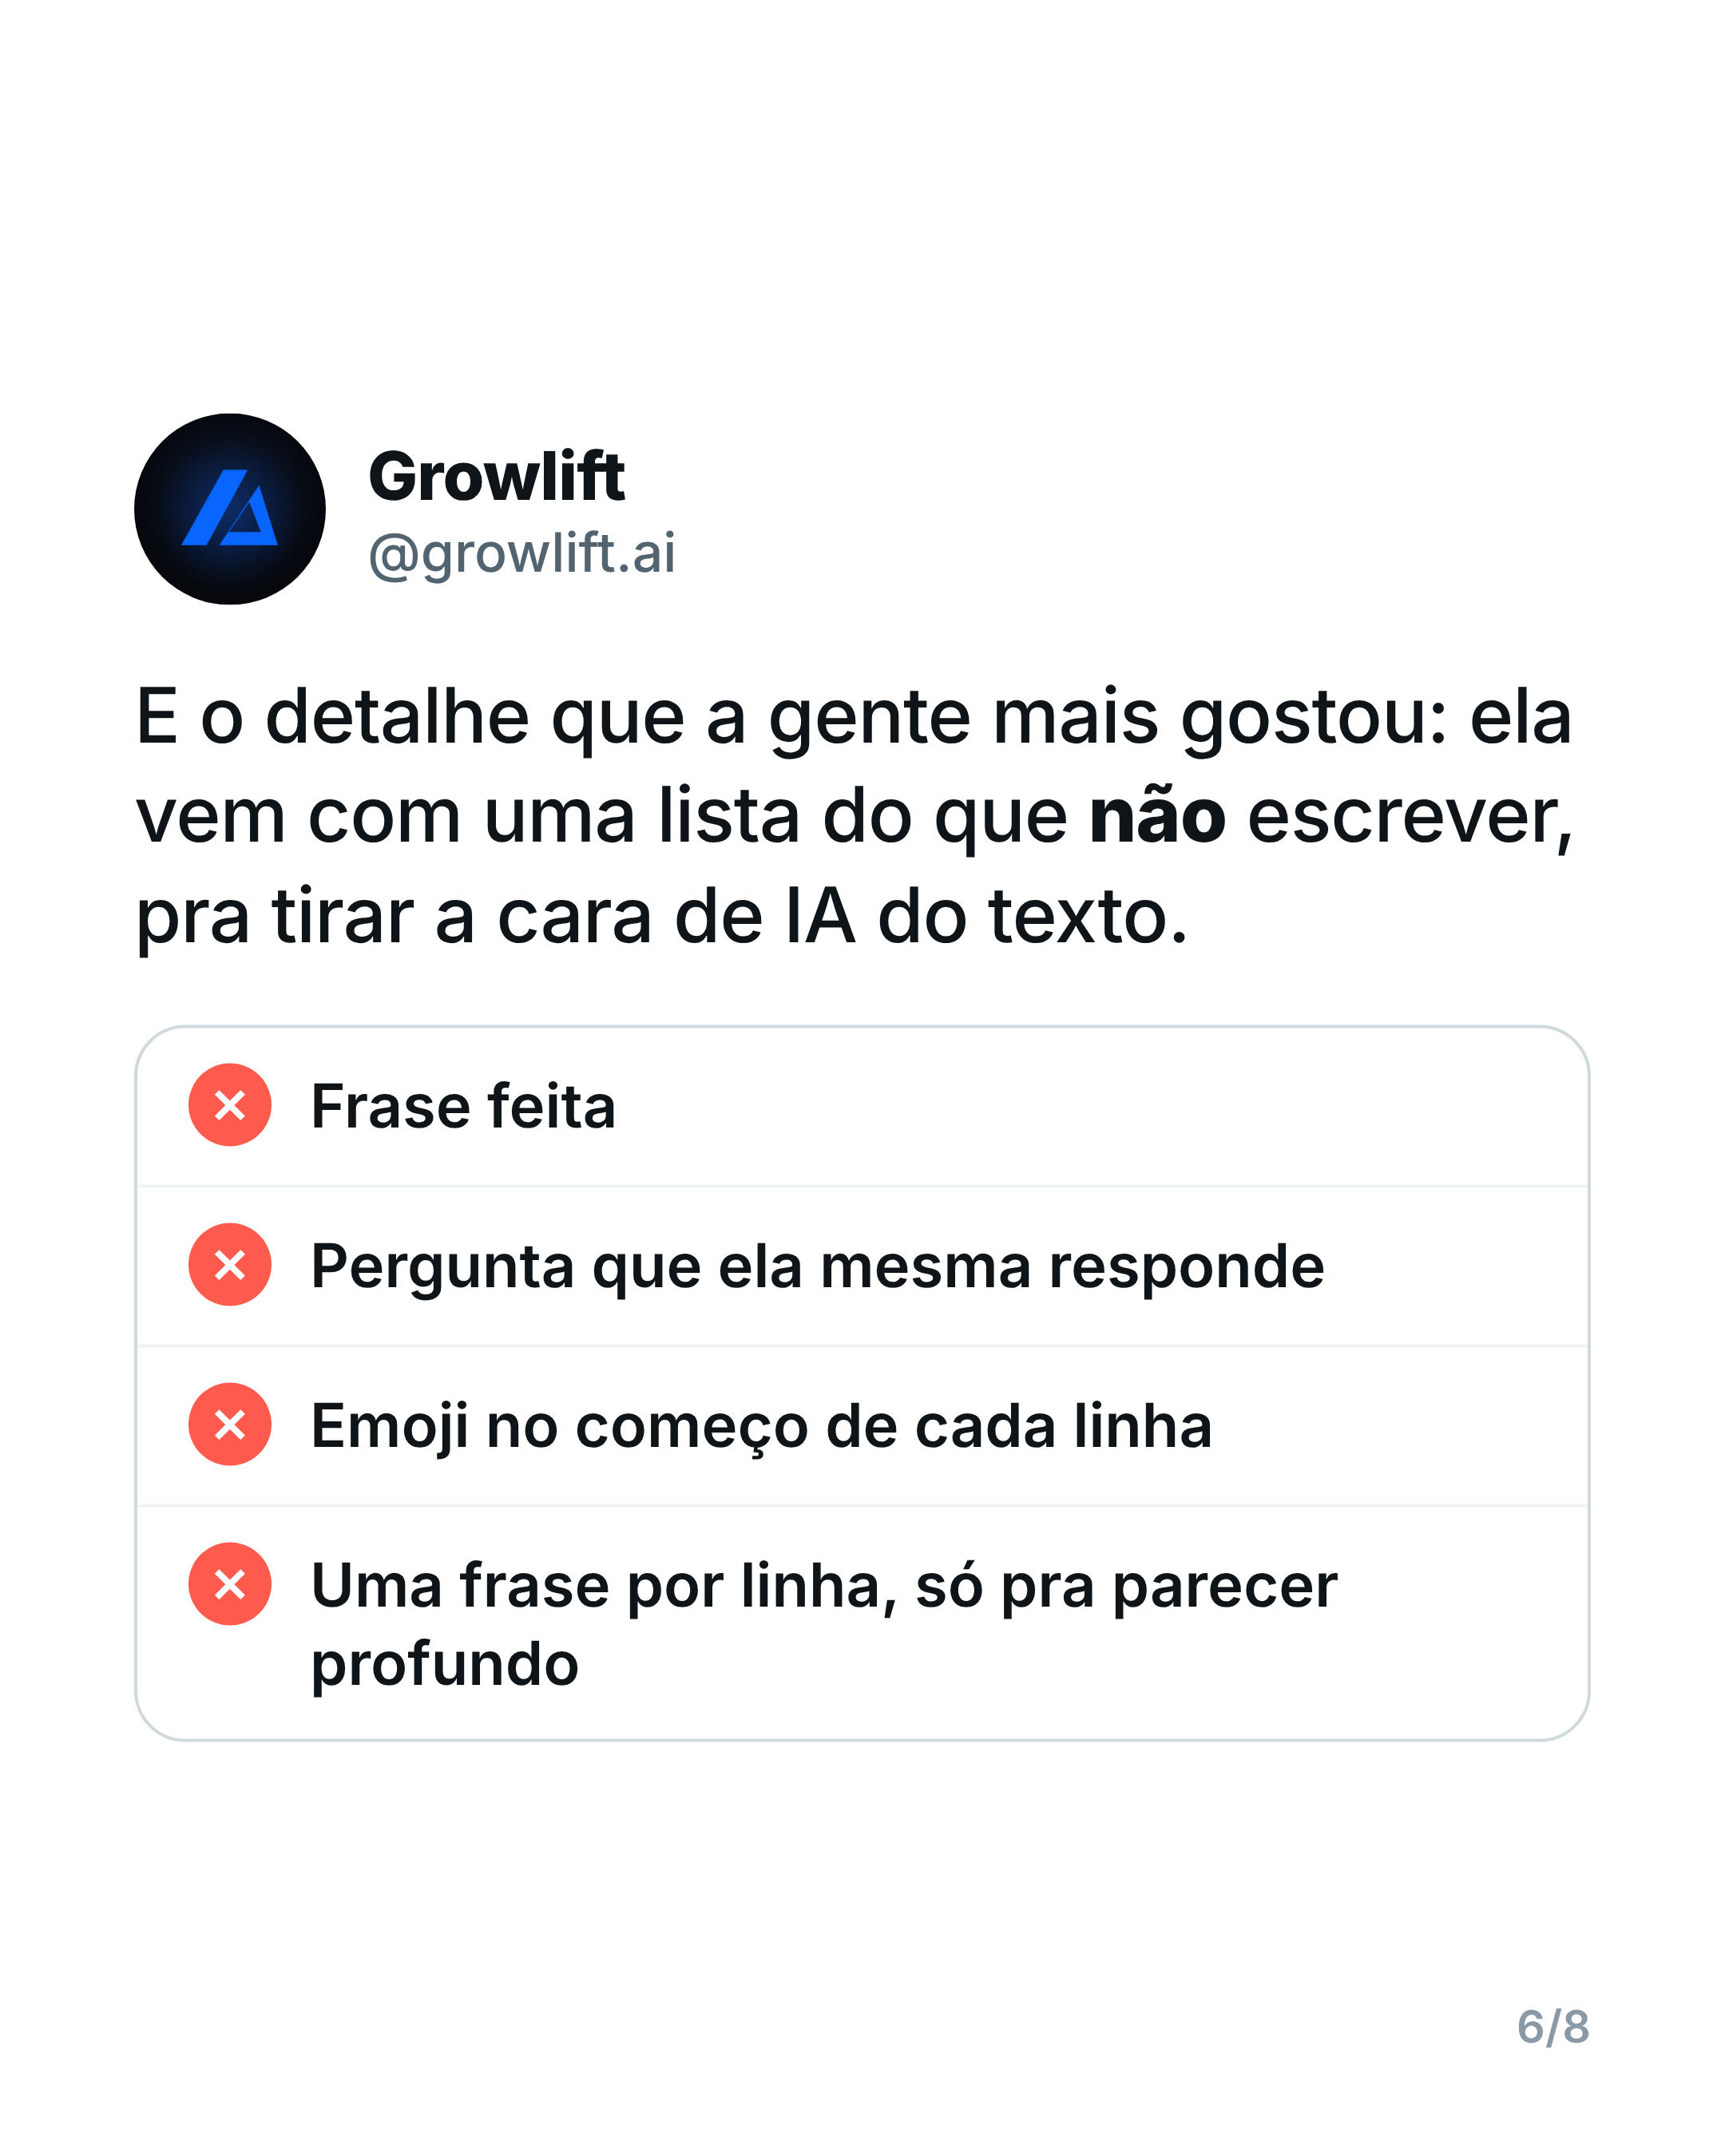 Growlift
@growlift.ai
E o detalhe que a gente mais gostou: ela
vem com uma lista do que não escrever,
pra tirar a cara de IA do texto.
Frase feita
Pergunta que ela mesma responde
Emoji no começo de cada linha
Uma frase por linha, só pra parecer
profundo
6/8